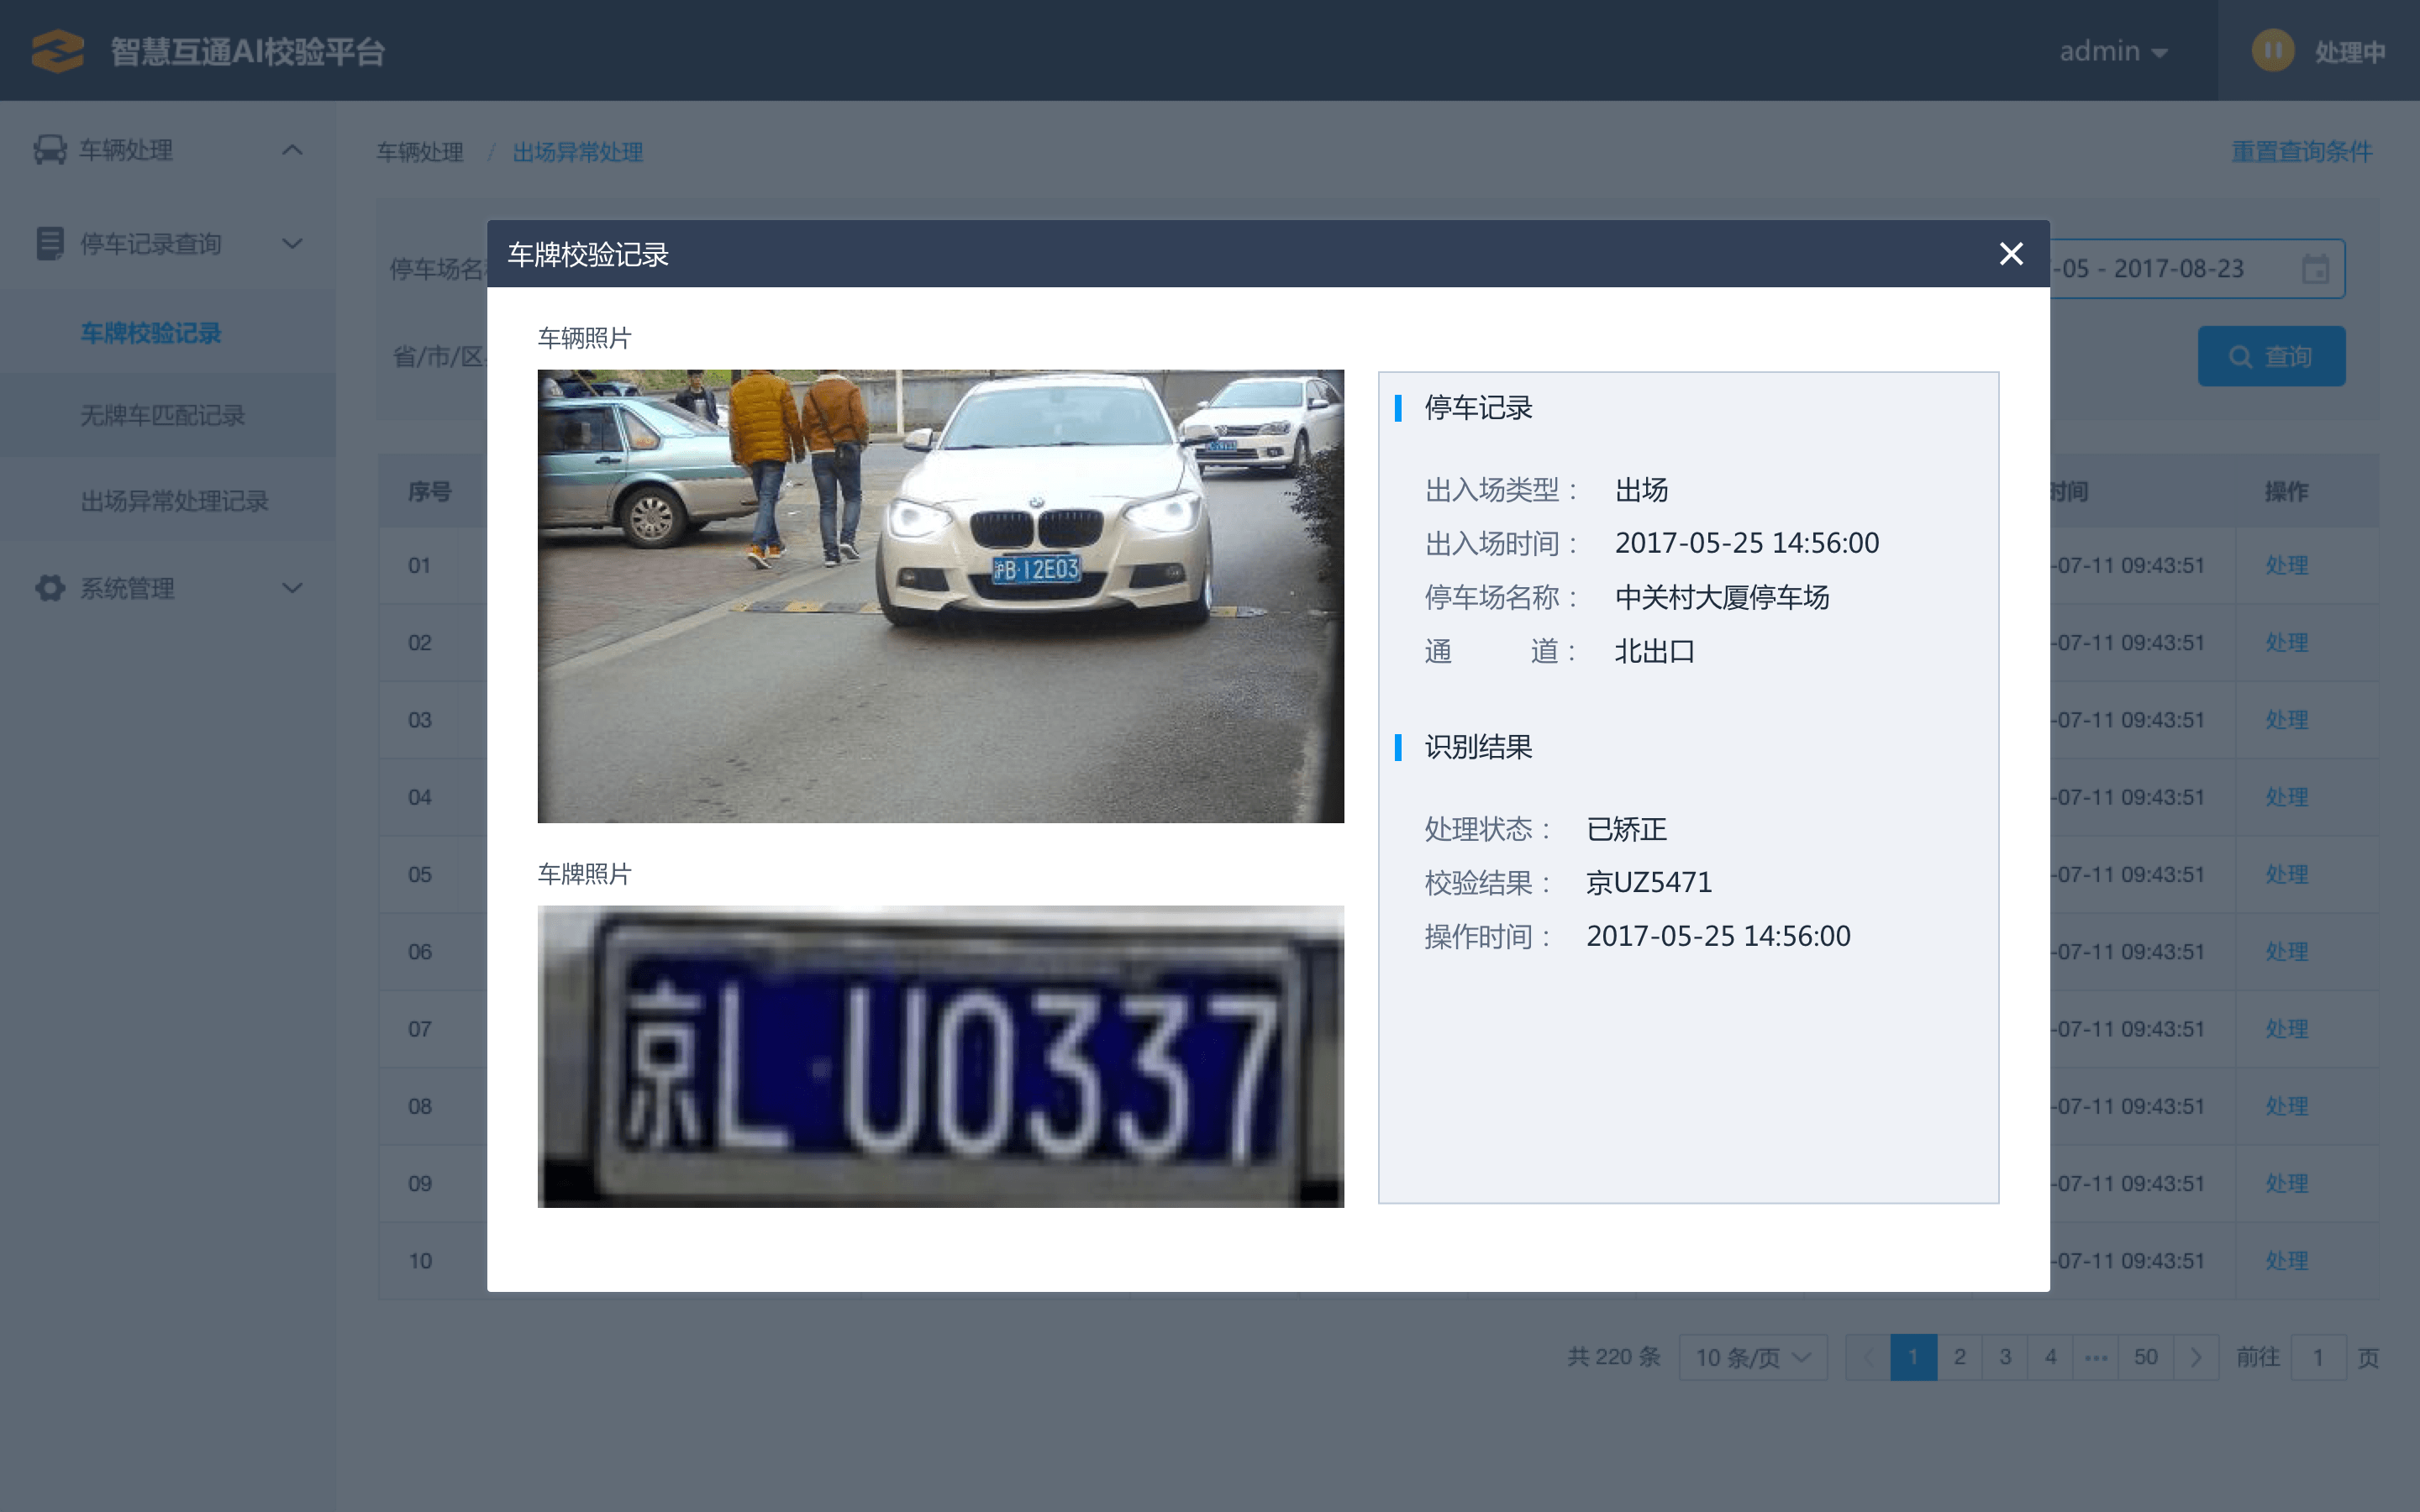 智慧互通AI校验平台
admin
处理中
车辆处理
停车记录查询
车牌校验记录
无牌车匹配记录
出场异常处理记录
系统管理
车辆处理 / 出场异常处理
重置查询条件
停车场名
-05 - 2017-08-23
省/市/区
查询
序号
时间
操作
01
-07-11 09:43:51
处理
02
-07-11 09:43:51
处理
03
-07-11 09:43:51
处理
04
-07-11 09:43:51
处理
05
-07-11 09:43:51
处理
06
-07-11 09:43:51
处理
07
-07-11 09:43:51
处理
08
-07-11 09:43:51
处理
09
-07-11 09:43:51
处理
10
-07-11 09:43:51
处理
车牌校验记录
车辆照片
沪B·12E03
车牌照片
京L·U0337
停车记录
出入场类型： 出场
出入场时间： 2017-05-25 14:56:00
停车场名称： 中关村大厦停车场
通 道： 北出口
识别结果
处理状态： 已矫正
校验结果： 京UZ5471
操作时间： 2017-05-25 14:56:00
共 220 条
10 条/页
1 2 3 4 ••• 50
前往 1 页